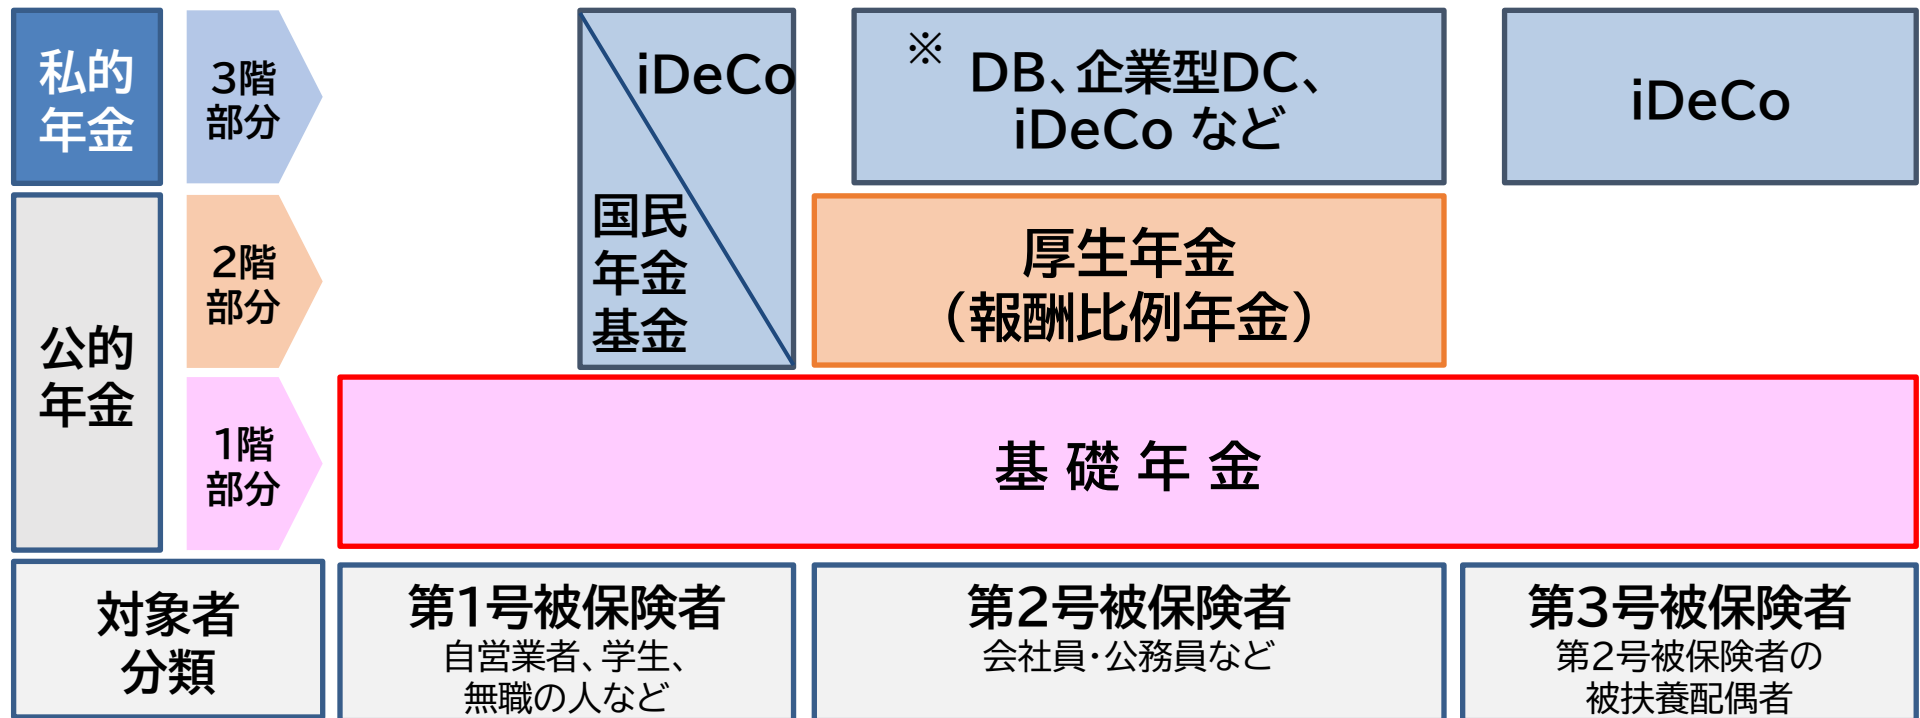 私的
年金
3階
部分
iDeCo
国民
年金
基金
※
DB、企業型DC、
iDeCo など
iDeCo
公的
年金
2階
部分
厚生年金
（報酬比例年金）
1階
部分
基 礎 年 金
対象者
分類
第1号被保険者
自営業者、学生、
無職の人など
第2号被保険者
会社員・公務員など
第3号被保険者
第2号被保険者の
被扶養配偶者